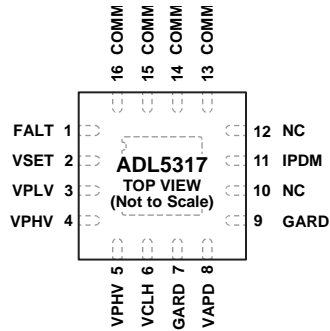 16 COMM
15 COMM
14 COMM
13 COMM
FALT 1
VSET 2
VPLV 3
VPHV 4
ADL5317
TOP VIEW
(Not to Scale)
12 NC
11 IPDM
10 NC
9 GARD
VPHV 5
VCLH 6
GARD 7
VAPD 8